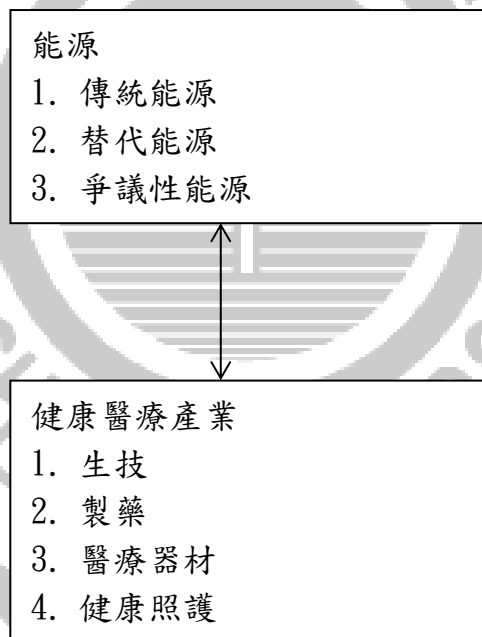 能源
1. 傳統能源
2. 替代能源
3. 爭議性能源
健康醫療產業
1. 生技
2. 製藥
3. 醫療器材
4. 健康照護